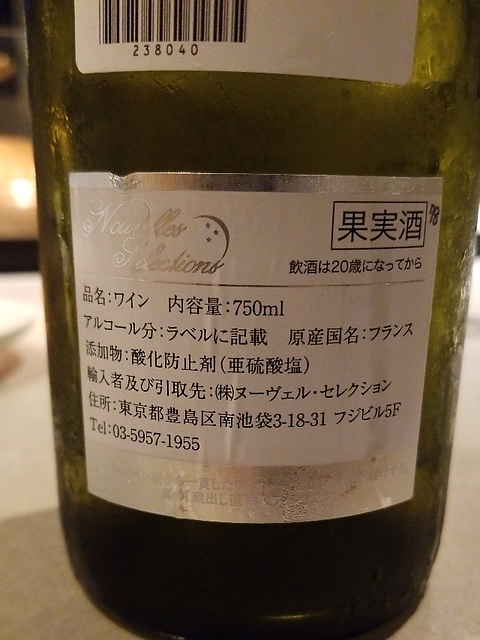 238040
Nouvelles
Selections
果実酒
飲酒は20歳になってから
品名:ワイン 内容量:750ml
アルコール分:ラベルに記載 原産国名:フランス
添加物:酸化防止剤(亜硫酸塩)
輸入者及び引取先:㈱ヌーヴェル・セレクション
住所:東京都豊島区南池袋3-18-31 フジビル5F
Tel:03-5957-1955